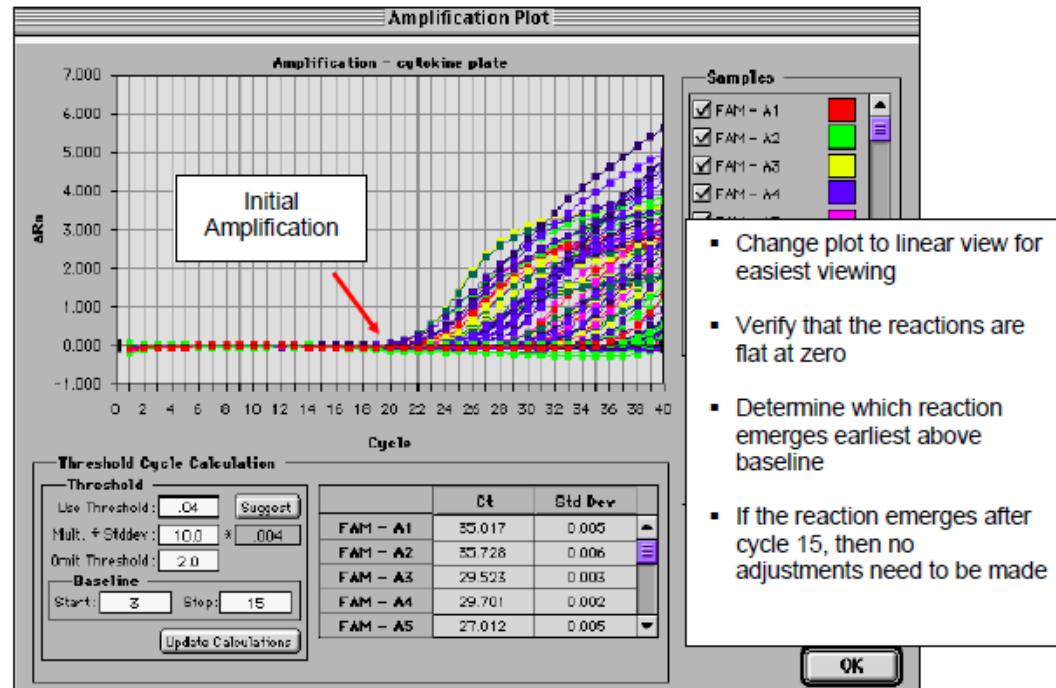 Amplification Plot
Amplification - cytokine plate
7.000
6.000
5.000
4.000
3.000
2.000
1.000
0.000
-1.000
ΔRn
0 2 4 6 8 10 12 14 16 18 20 22 24 26 28 30 32 34 36 38 40
Cycle
Initial
Amplification
Samples
FAM - A1
FAM - A2
FAM - A3
FAM - A4
▪ Change plot to linear view for
easiest viewing
▪ Verify that the reactions are
flat at zero
▪ Determine which reaction
emerges earliest above
baseline
▪ If the reaction emerges after
cycle 15, then no
adjustments need to be made
Threshold Cycle Calculation
Threshold
Use Threshold: .04 Suggest
Mult. * Stddev: 10.0 * .004
Omit Threshold: 2.0
Baseline
Start: 3 Stop: 15
Update Calculations
Ct Std Dev
FAM - A1 35.017 0.005
FAM - A2 35.728 0.006
FAM - A3 29.523 0.003
FAM - A4 29.701 0.002
FAM - A5 27.012 0.005
OK